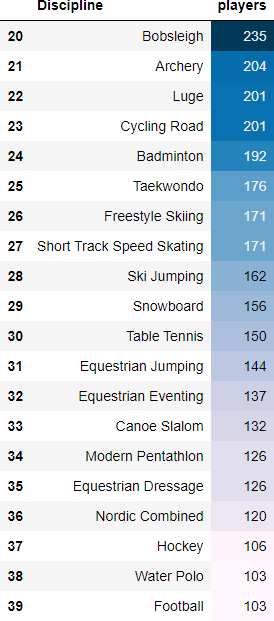 Discipline players
20 Bobsleigh 235
21 Archery 204
22 Luge 201
23 Cycling Road 201
24 Badminton 192
25 Taekwondo 176
26 Freestyle Skiing 171
27 Short Track Speed Skating 171
28 Ski Jumping 162
29 Snowboard 156
30 Table Tennis 150
31 Equestrian Jumping 144
32 Equestrian Eventing 137
33 Canoe Slalom 132
34 Modern Pentathlon 126
35 Equestrian Dressage 126
36 Nordic Combined 120
37 Hockey 106
38 Water Polo 103
39 Football 103